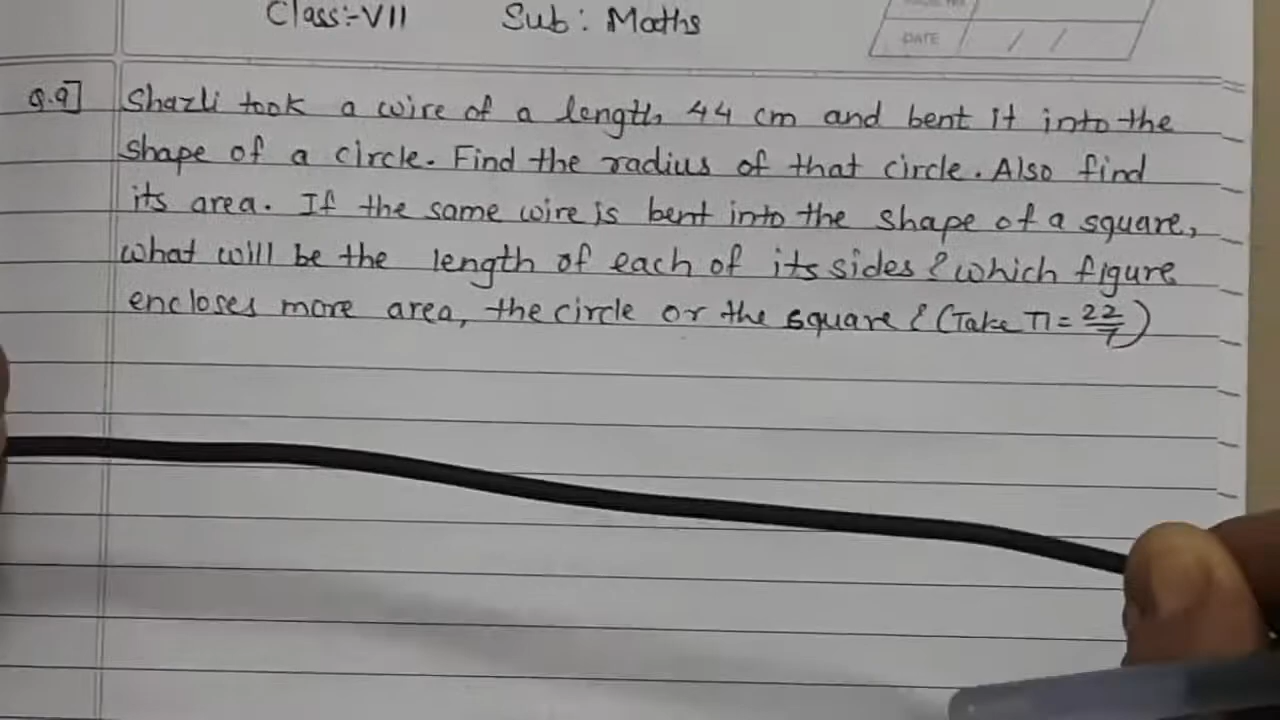 Class:-VII Sub: Maths
DATE / /
Q.9] Shazli took a wire of a length 44 cm and bent it into the
shape of a circle. Find the radius of that circle. Also find
its area. If the same wire is bent into the shape of a square,
what will be the length of each of its sides? which figure
encloses more area, the circle or the square? (Take π = 22/7)